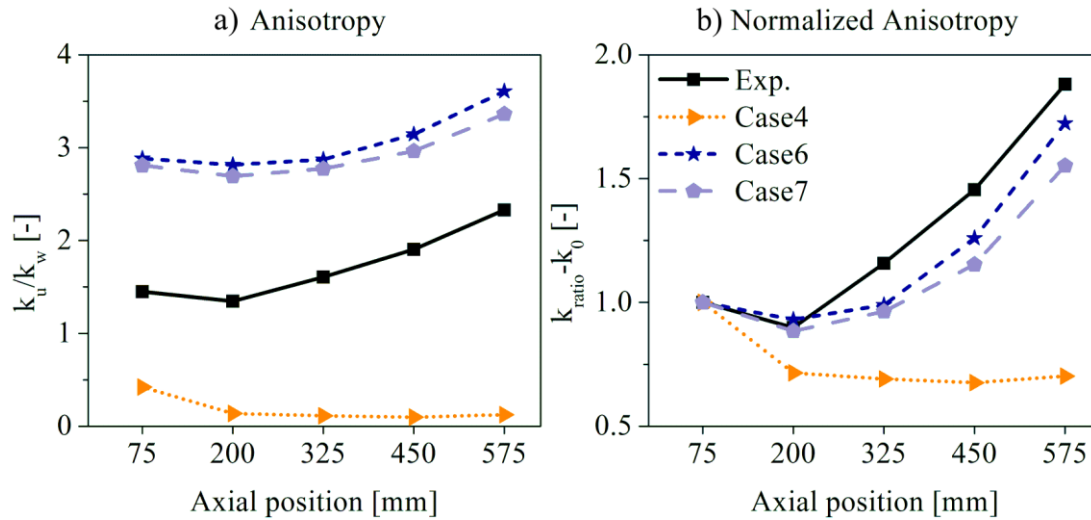 a) Anisotropy
4
3
2
1
0
k_u/k_w [-]
75 200 325 450 575
Axial position [mm]
b) Normalized Anisotropy
2.0
1.5
1.0
0.5
k_ratio-k_0 [-]
Exp.
Case4
Case6
Case7
75 200 325 450 575
Axial position [mm]